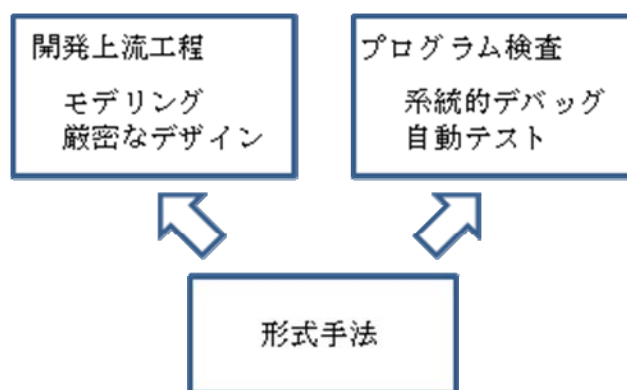 開発上流工程
モデリング
厳密なデザイン
プログラム検査
系統的デバッグ
自動テスト
形式手法